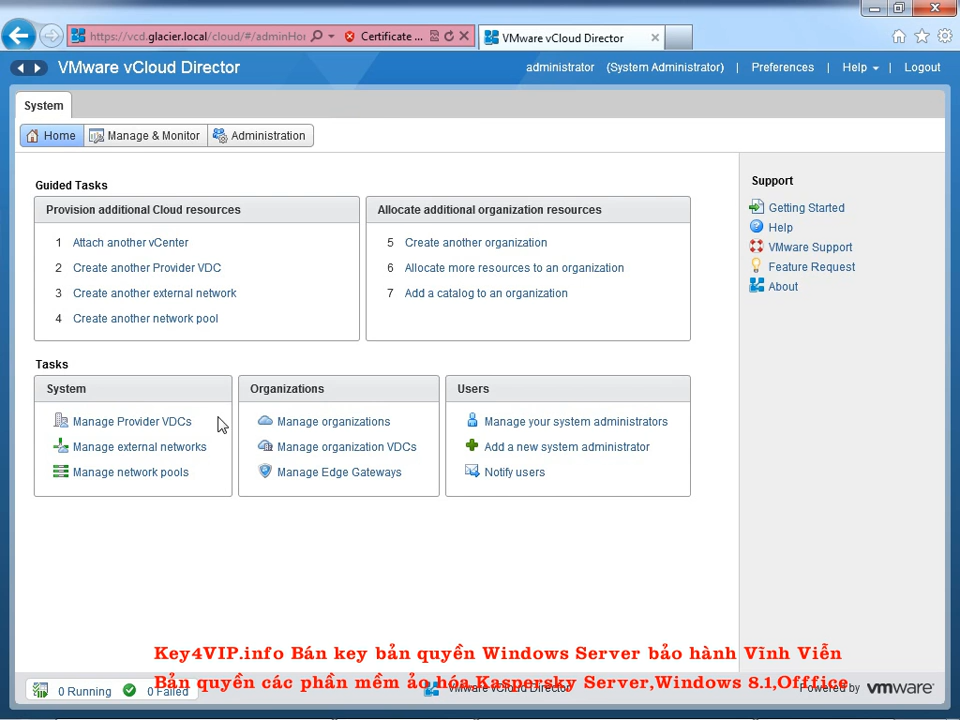 https://vcd.glacier.local/cloud/#/adminHor
Certificate ...
VMware vCloud Director
VMware vCloud Director
administrator (System Administrator) | Preferences | Help | Logout
System
Home
Manage & Monitor
Administration
Guided Tasks
Provision additional Cloud resources
1 Attach another vCenter
2 Create another Provider VDC
3 Create another external network
4 Create another network pool
Allocate additional organization resources
5 Create another organization
6 Allocate more resources to an organization
7 Add a catalog to an organization
Support
Getting Started
Help
VMware Support
Feature Request
About
Tasks
System
Manage Provider VDCs
Manage external networks
Manage network pools
Organizations
Manage organizations
Manage organization VDCs
Manage Edge Gateways
Users
Manage your system administrators
Add a new system administrator
Notify users
Key4VIP.info Bán key bản quyền Windows Server bảo hành Vĩnh Viễn
Bản quyền các phần mềm ảo hóa,Kaspersky Server,Windows 8.1,Offfice
0 Running
0 Failed
VMware vCloud Director
Powered by vmware